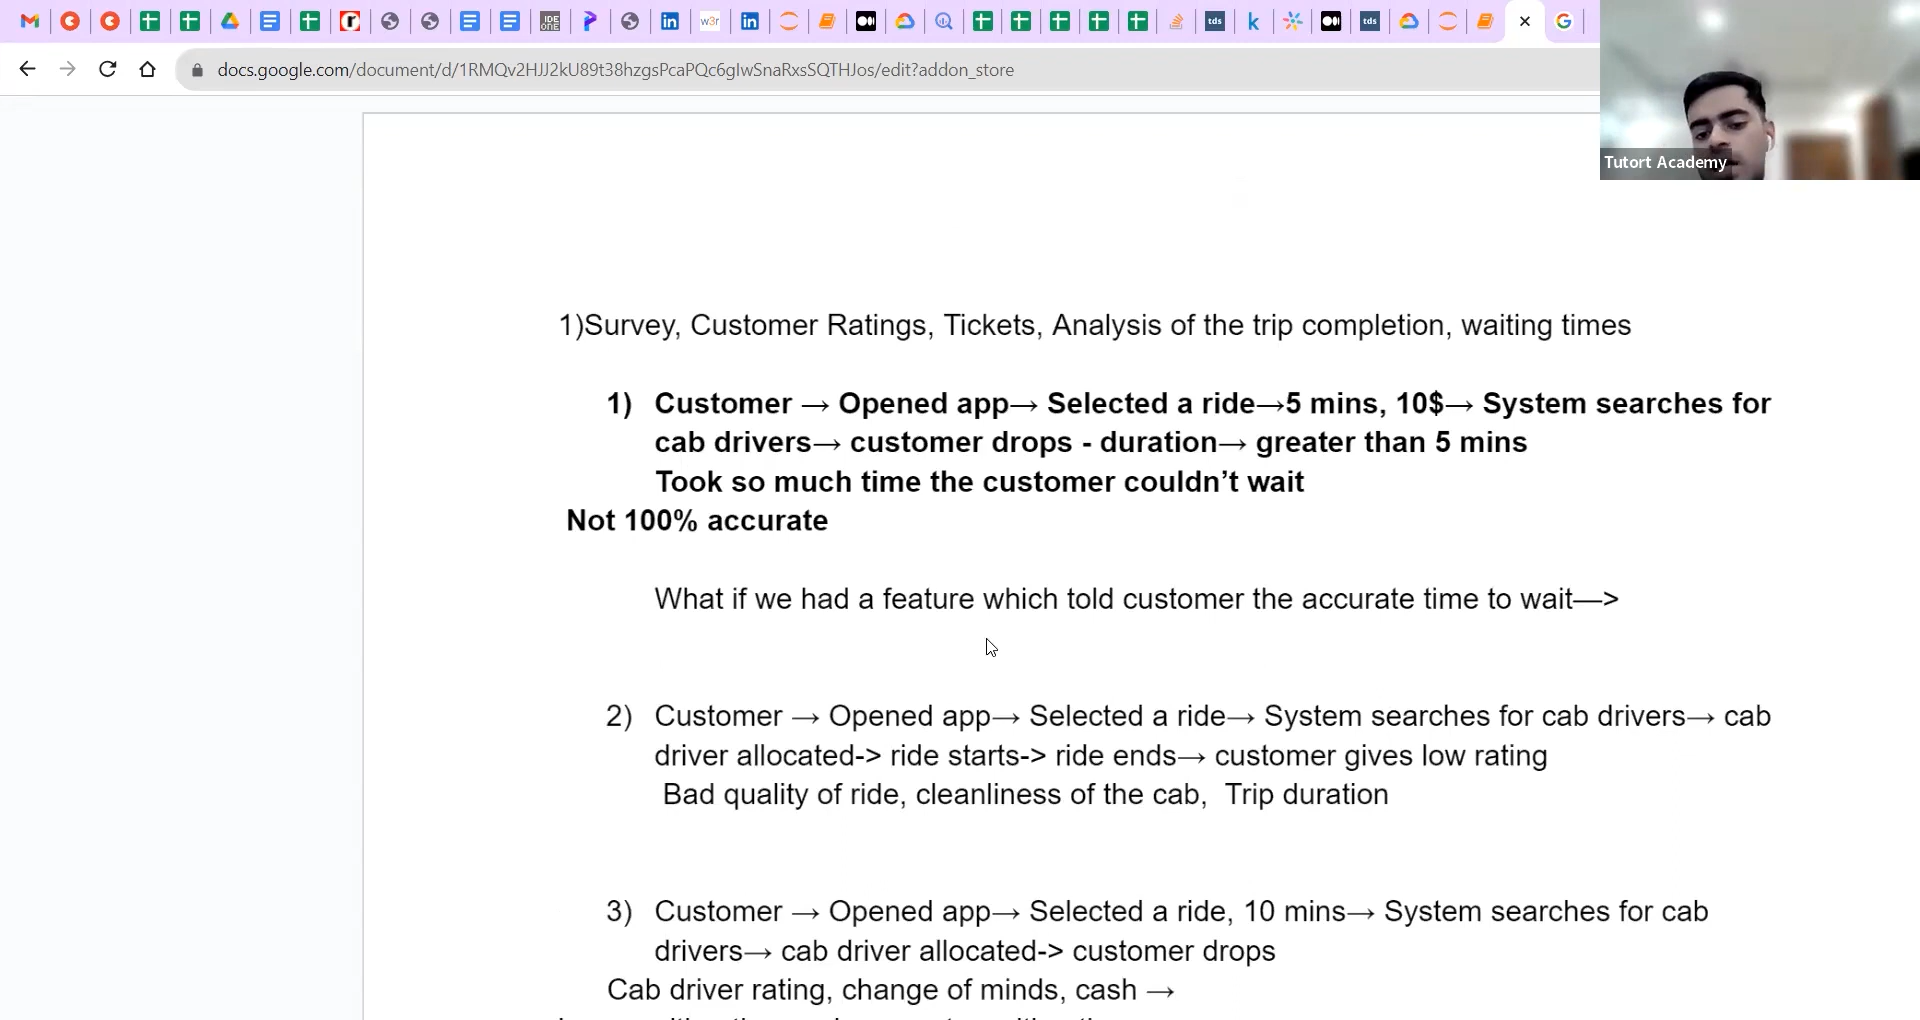 docs.google.com/document/d/1RMQv2HJJ2kU89t38hzgsPcaPQc6gIwSnaRxsSQTHJos/edit?addon_store
Tutort Academy
1)Survey, Customer Ratings, Tickets, Analysis of the trip completion, waiting times
1) Customer → Opened app→ Selected a ride→5 mins, 10$→ System searches for
cab drivers→ customer drops - duration→ greater than 5 mins
Took so much time the customer couldn’t wait
Not 100% accurate
What if we had a feature which told customer the accurate time to wait—>
2) Customer → Opened app→ Selected a ride→ System searches for cab drivers→ cab
driver allocated-> ride starts-> ride ends→ customer gives low rating
Bad quality of ride, cleanliness of the cab, Trip duration
3) Customer → Opened app→ Selected a ride, 10 mins→ System searches for cab
drivers→ cab driver allocated-> customer drops
Cab driver rating, change of minds, cash →